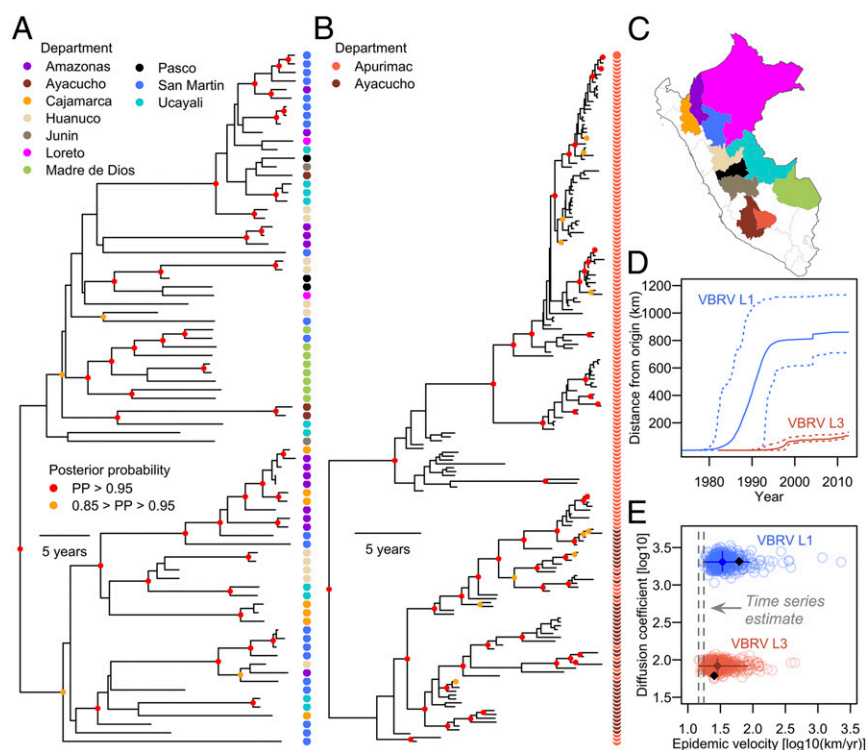 A
Department
Amazonas
Ayacucho
Cajamarca
Huanuco
Junin
Loreto
Madre de Dios
Pasco
San Martin
Ucayali
Posterior probability
PP > 0.95
0.85 > PP > 0.95
5 years
B
Department
Apurimac
Ayacucho
5 years
C
D
VBRV L1
VBRV L3
Distance from origin (km)
1200
1000
800
600
400
200
1980
1990
2000
2010
Year
E
VBRV L1
Time series
estimate
VBRV L3
Diffusion coefficient [log10]
3.5
3.0
2.5
2.0
1.5
1.0
1.5
2.0
2.5
3.0
3.5
Epidemic velocity [log10(km/yr)]